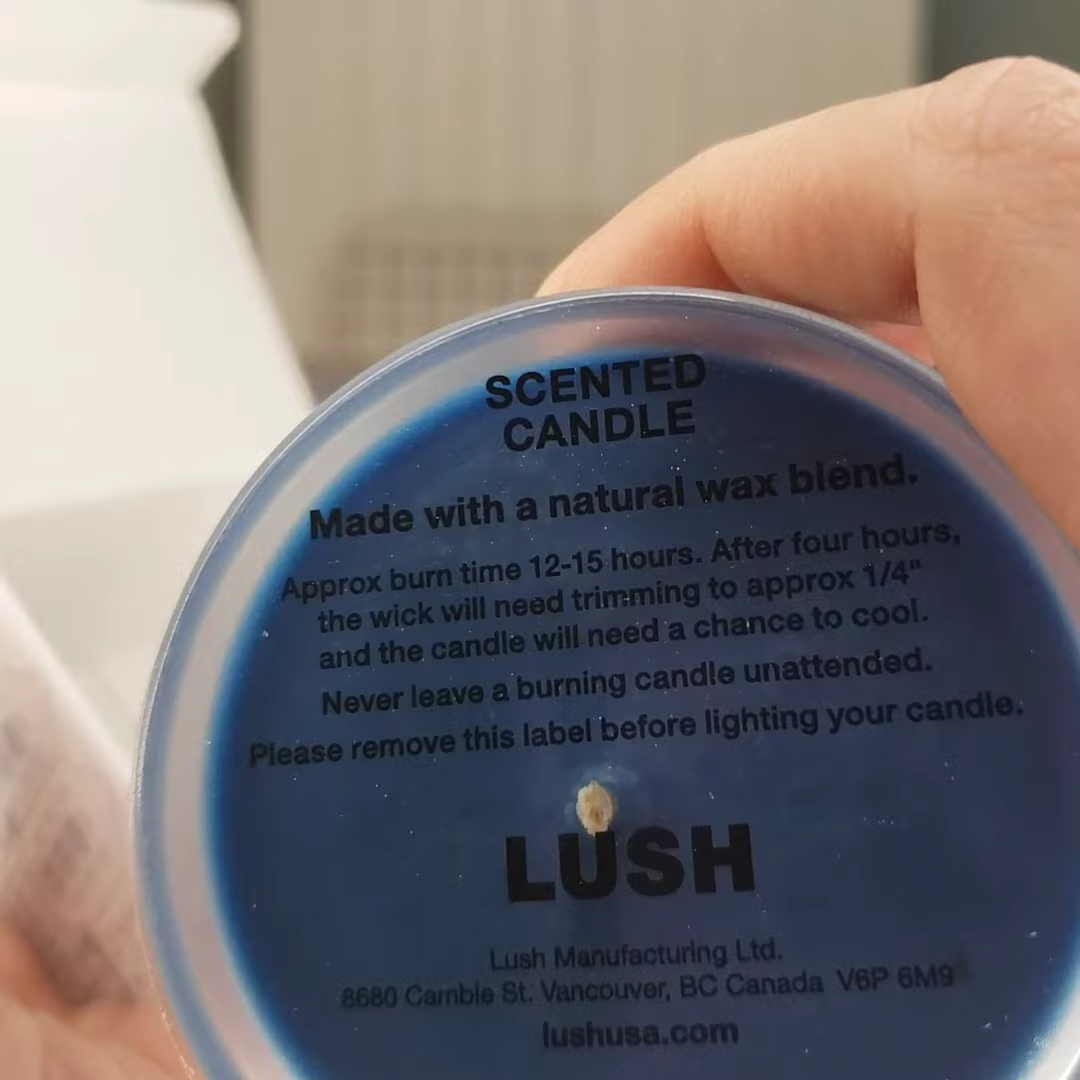 SCENTED
CANDLE
Made with a natural wax blend.
Approx burn time 12-15 hours. After four hours,
the wick will need trimming to approx 1/4"
and the candle will need a chance to cool.
Never leave a burning candle unattended.
Please remove this label before lighting your candle.
LUSH
Lush Manufacturing Ltd.
8680 Cambie St. Vancouver, BC Canada V6P 6M9
lushusa.com